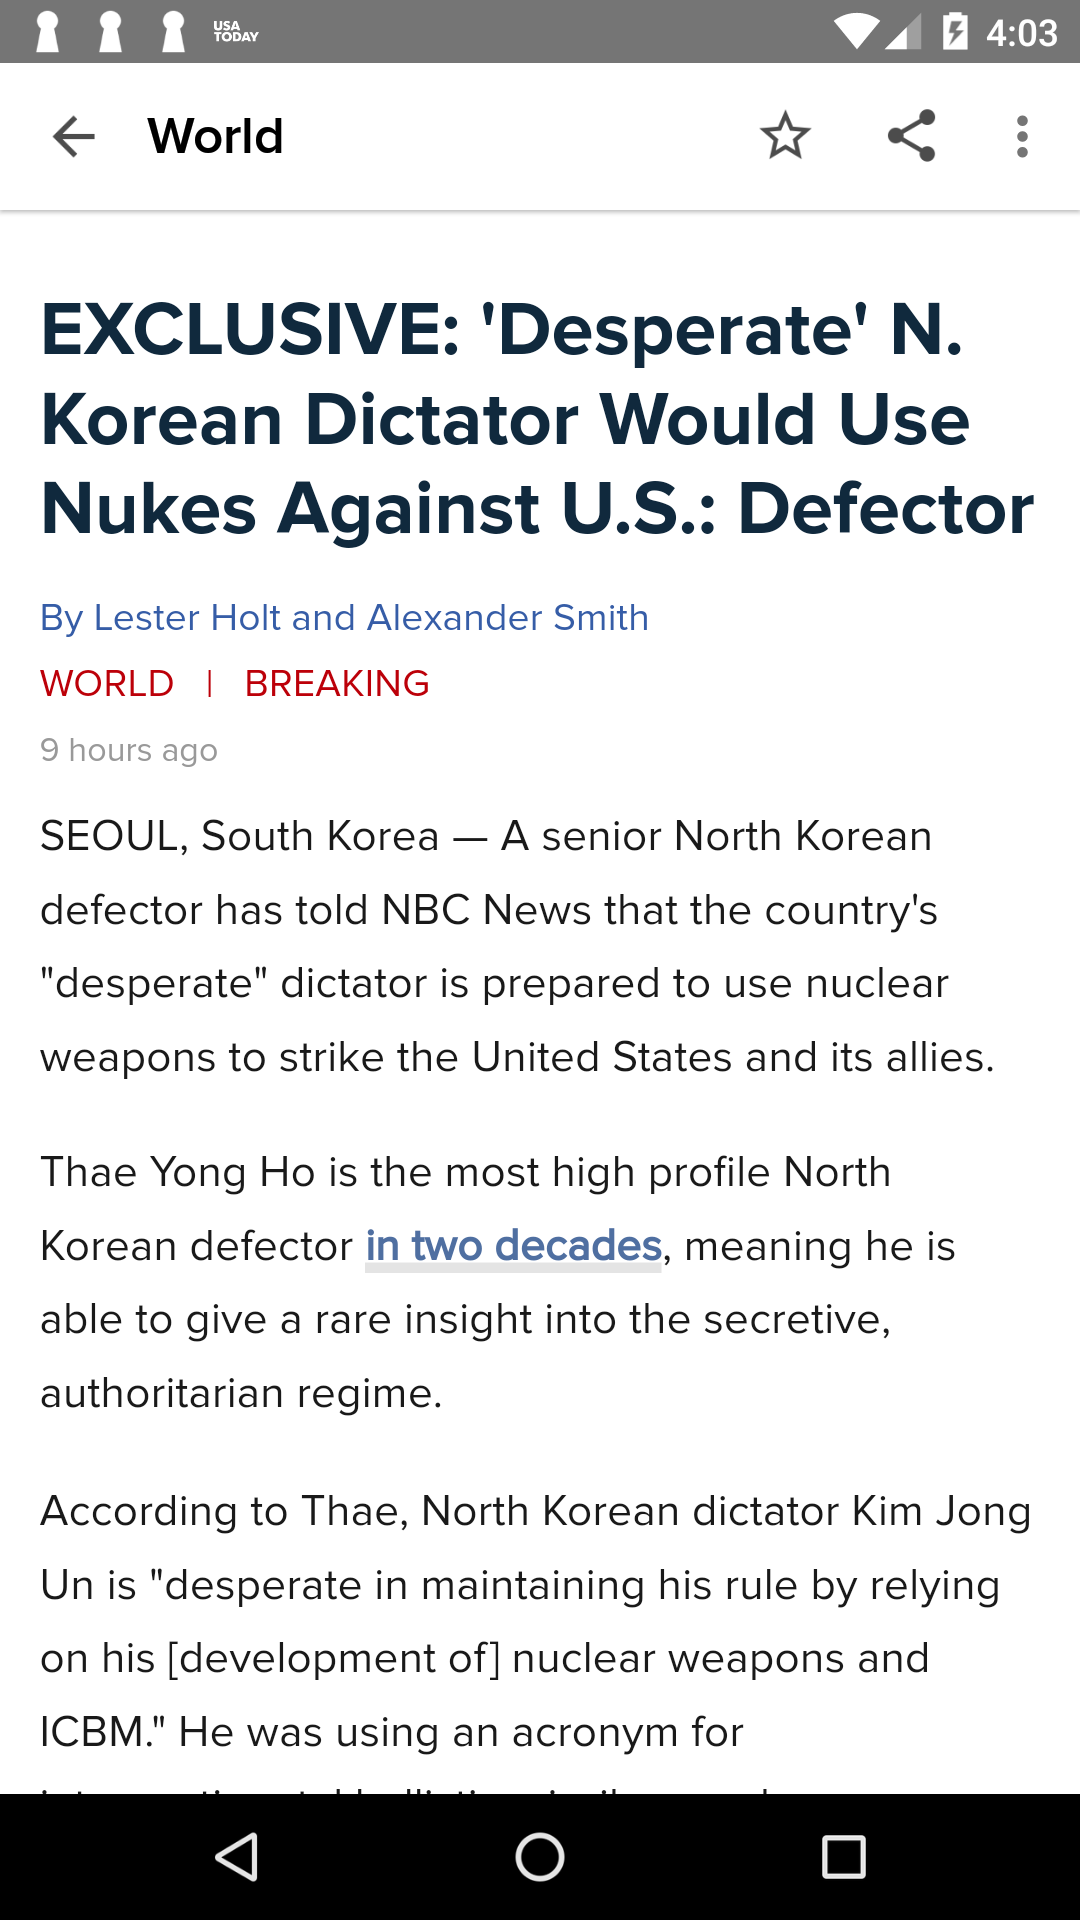 USA
TODAY
4:03
World
EXCLUSIVE: 'Desperate' N.
Korean Dictator Would Use
Nukes Against U.S.: Defector
By Lester Holt and Alexander Smith
WORLD | BREAKING
9 hours ago
SEOUL, South Korea — A senior North Korean
defector has told NBC News that the country's
"desperate" dictator is prepared to use nuclear
weapons to strike the United States and its allies.
Thae Yong Ho is the most high profile North
Korean defector in two decades, meaning he is
able to give a rare insight into the secretive,
authoritarian regime.
According to Thae, North Korean dictator Kim Jong
Un is "desperate in maintaining his rule by relying
on his [development of] nuclear weapons and
ICBM." He was using an acronym for